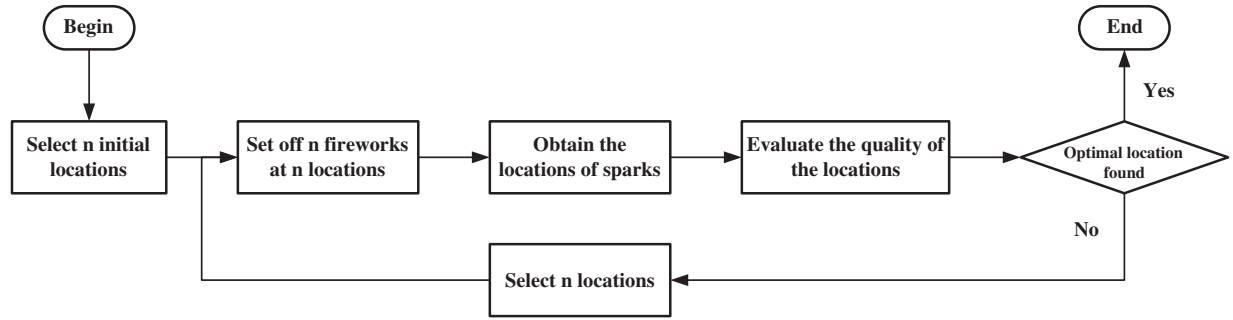 Begin
End
Yes
Select n initial
locations
Set off n fireworks
at n locations
Obtain the
locations of sparks
Evaluate the quality of
the locations
Optimal location
found
No
Select n locations